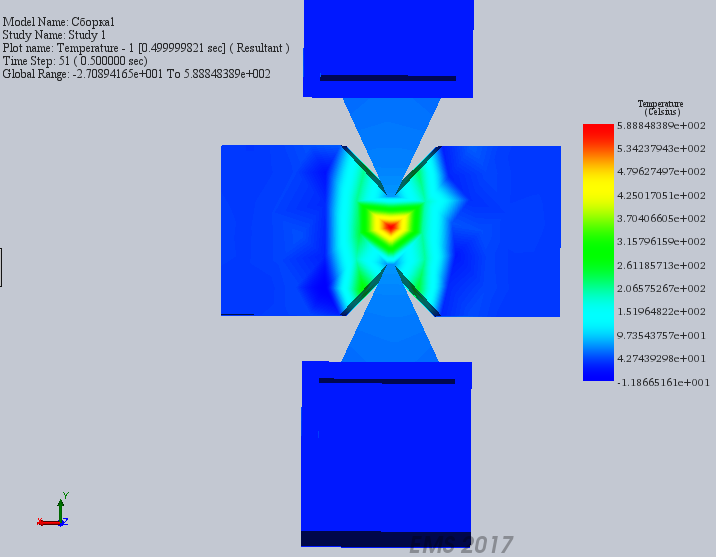 Model Name: Сборка1
Study Name: Study 1
Plot name: Temperature - 1 [0.499999821 sec] ( Resultant )
Time Step: 51 ( 0.500000 sec)
Global Range: -2.70894165e+001 To 5.88848389e+002
Temperature
(Celsius)
5.88848389e+002
5.34237943e+002
4.79627497e+002
4.25017051e+002
3.70406605e+002
3.15796159e+002
2.61185713e+002
2.06575267e+002
1.51964822e+002
9.73543757e+001
4.27439298e+001
-1.18665161e+001
Y
X
Z
EMS 2017